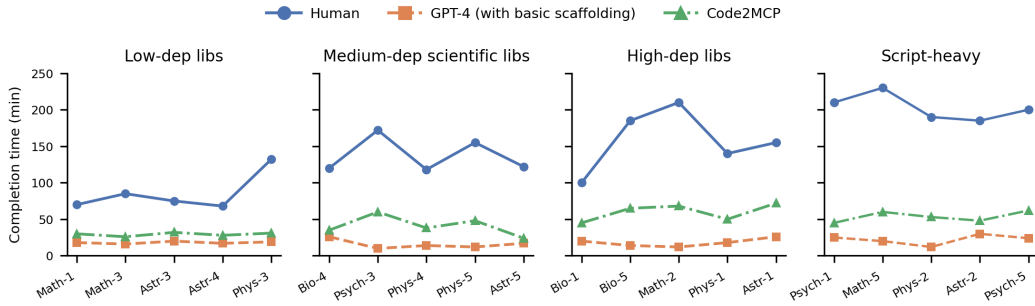 Human GPT-4 (with basic scaffolding) Code2MCP
Low-dep libs Medium-dep scientific libs High-dep libs Script-heavy
Completion time (min)
250
200
150
100
50
0
Math-1 Math-3 Astr-3 Astr-4 Phys-3 Bio-4 Psych-3 Phys-4 Phys-5 Astr-5 Bio-1 Bio-5 Math-2 Phys-1 Astr-1 Psych-1 Math-5 Phys-2 Astr-2 Psych-5